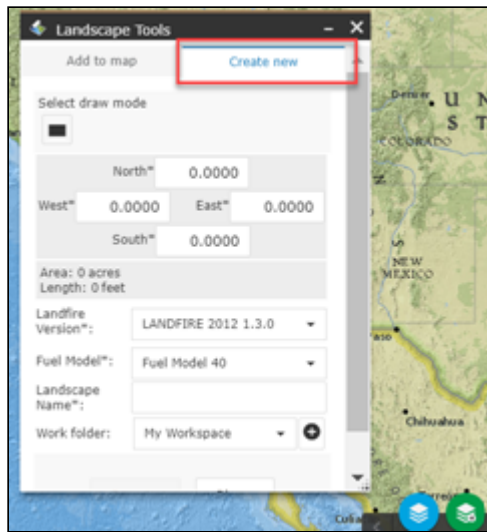 Landscape Tools
Add to map
Create new
Select draw mode
North*
0.0000
West*
0.0000
East*
0.0000
South*
0.0000
Area: 0 acres
Length: 0 feet
Landfire
Version*:
LANDFIRE 2012 1.3.0
Fuel Model*:
Fuel Model 40
Landscape
Name*:
Work folder:
My Workspace
Denver
U N
S T
COLORADO
NEW
MEXICO
Chihuahua